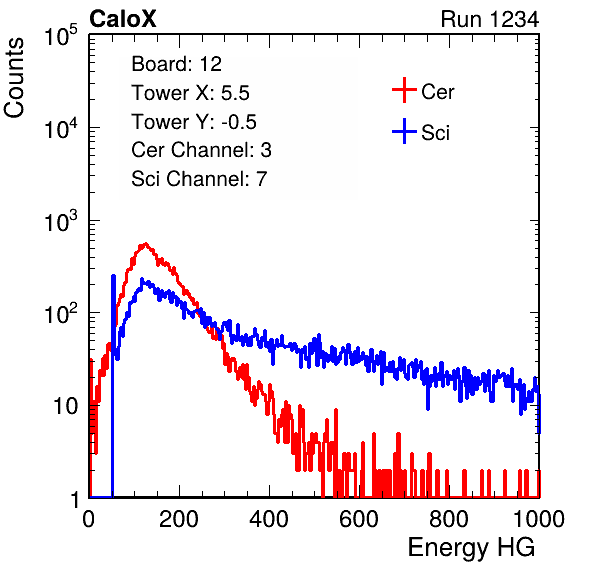 CaloX Run 1234
Counts
Board: 12
Tower X: 5.5
Tower Y: -0.5
Cer Channel: 3
Sci Channel: 7
Cer
Sci
10^5
10^4
10^3
10^2
10
1
0 200 400 600 800 1000
Energy HG